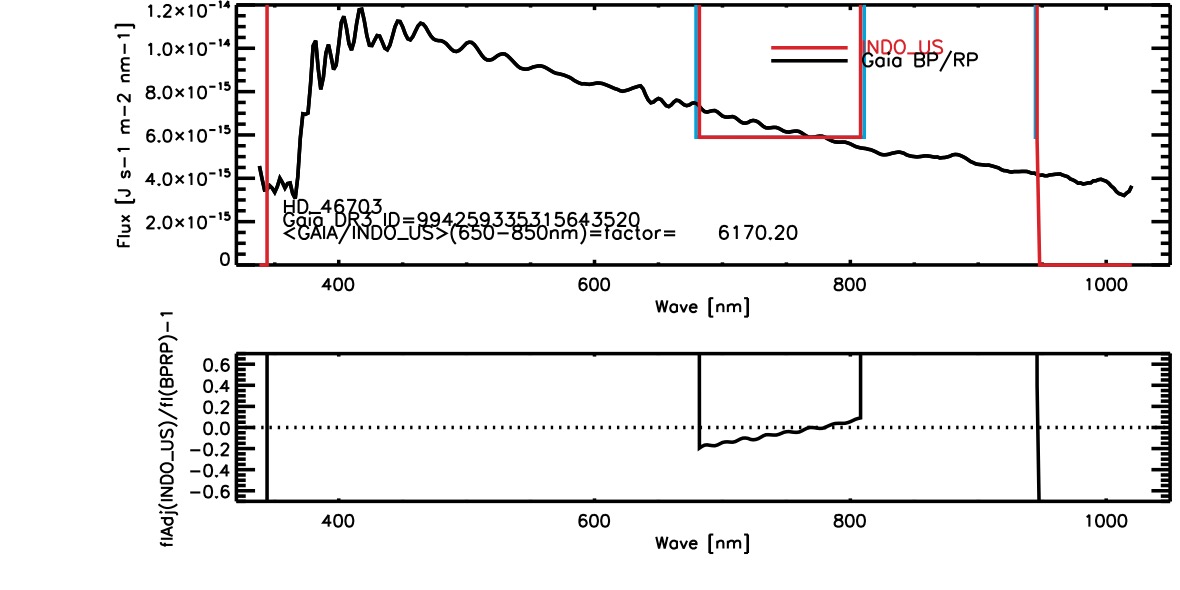 1.2×10−14
1.0×10−14
8.0×10−15
6.0×10−15
4.0×10−15
2.0×10−15
0
Flux [J s−1 m−2 nm−1]
INDO_US
Gaia BP/RP
HD_46703
Gaia DR3 ID=994259335315643520
<GAIA/INDO_US>(650−850nm)=factor= 6170.20
400 600 800 1000
Wave [nm]
flAdj(INDO_US)/fl(BPRP)−1
0.6
0.4
0.2
0.0
−0.2
−0.4
−0.6
400 600 800 1000
Wave [nm]